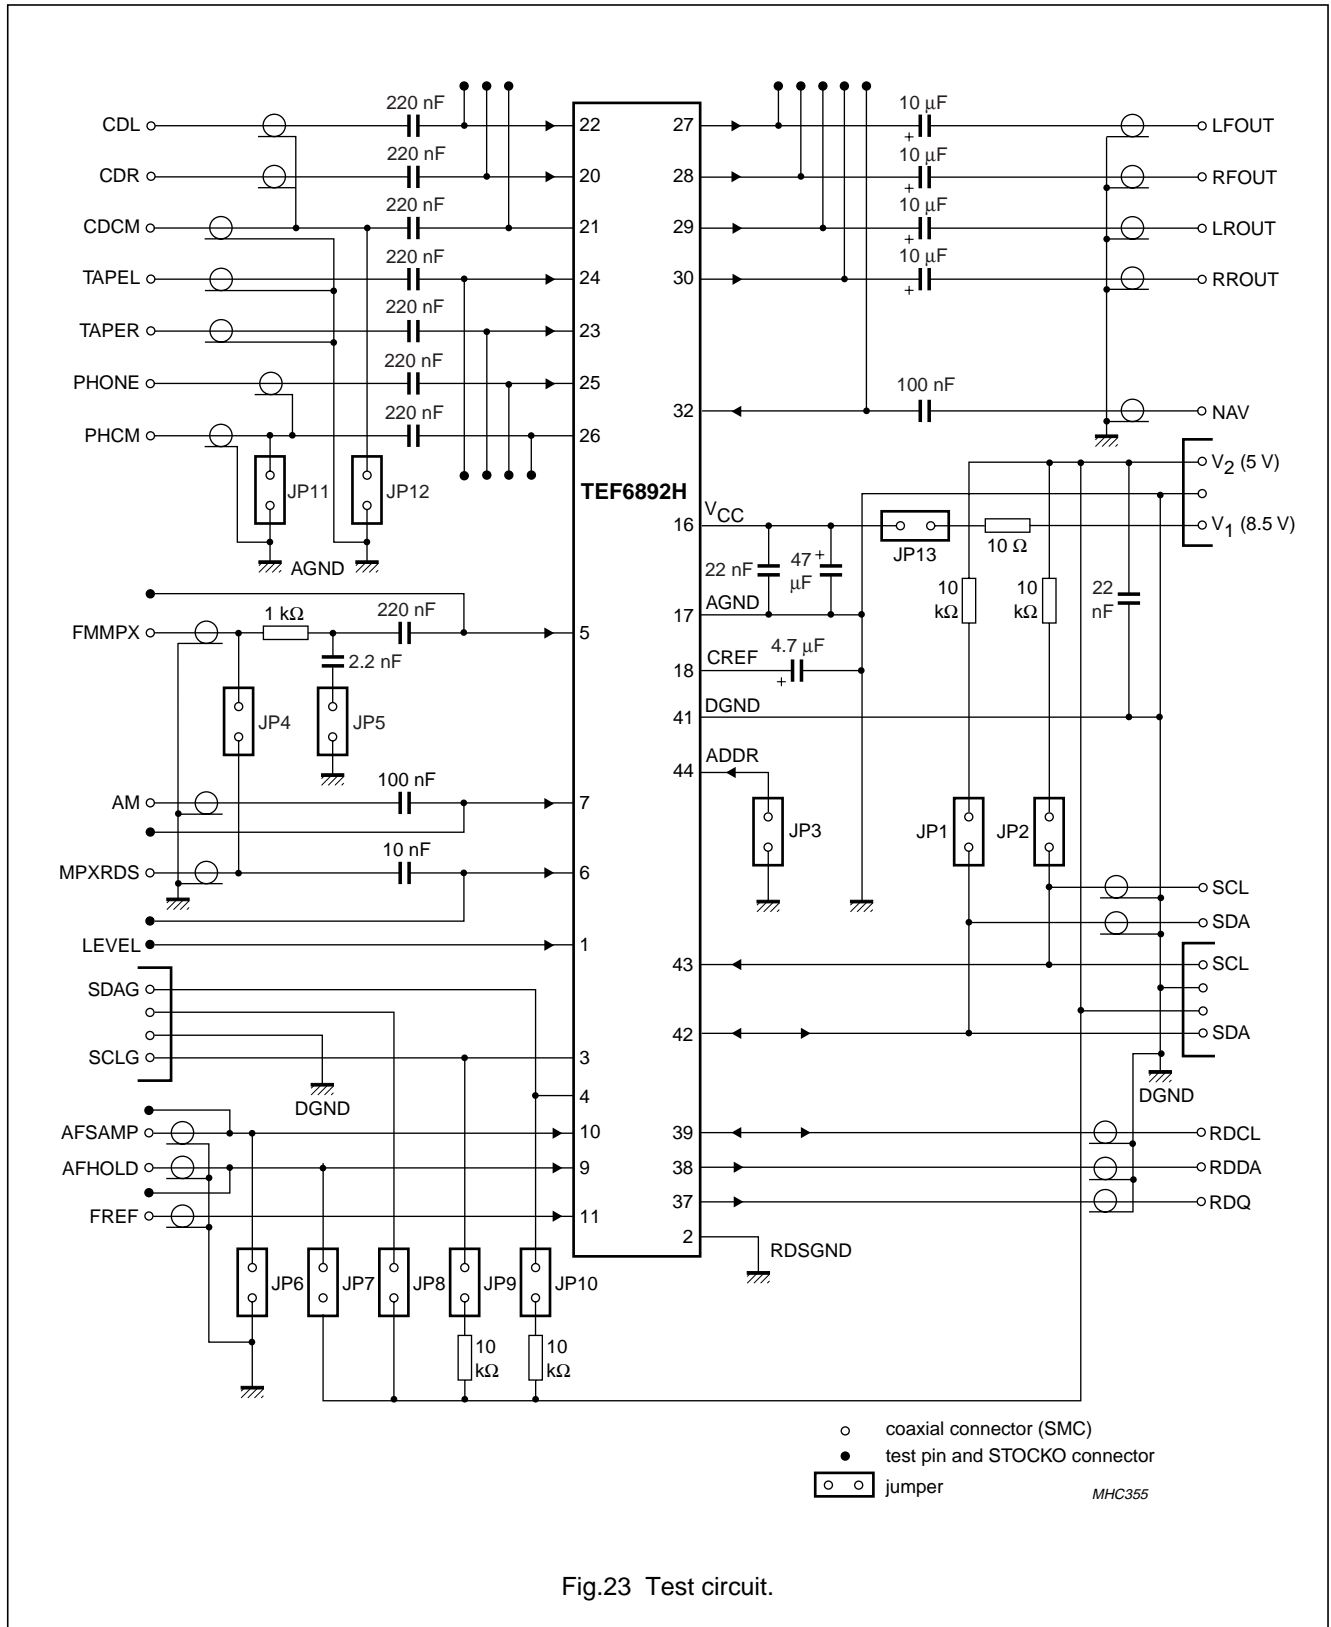 220 nF
10 µF
CDL
22
27
LFOUT
220 nF
10 µF
CDR
20
28
RFOUT
220 nF
10 µF
CDCM
21
29
LROUT
220 nF
10 µF
TAPEL
24
30
RROUT
220 nF
TAPER
23
220 nF
PHONE
25
100 nF
32
NAV
220 nF
PHCM
26
JP11
JP12
AGND
TEF6892H
V2 (5 V)
VCC
16
JP13
10 Ω
V1 (8.5 V)
22 nF
47 µF
10 kΩ
10 kΩ
22 nF
AGND
17
1 kΩ
220 nF
FMMPX
5
2.2 nF
CREF
4.7 µF
18
JP4
JP5
DGND
41
ADDR
44
100 nF
AM
7
JP3
JP1
JP2
10 nF
MPXRDS
6
SCL
SDA
LEVEL
1
43
SCL
SDAG
42
SDA
SCLG
3
DGND
4
DGND
AFSAMP
10
39
RDCL
AFHOLD
9
38
RDDA
FREF
11
37
RDQ
2
RDSGND
JP6
JP7
JP8
JP9
JP10
10 kΩ
10 kΩ
+
+
+
+
+
+
coaxial connector (SMC)
test pin and STOCKO connector
jumper
MHC355
Fig.23 Test circuit.